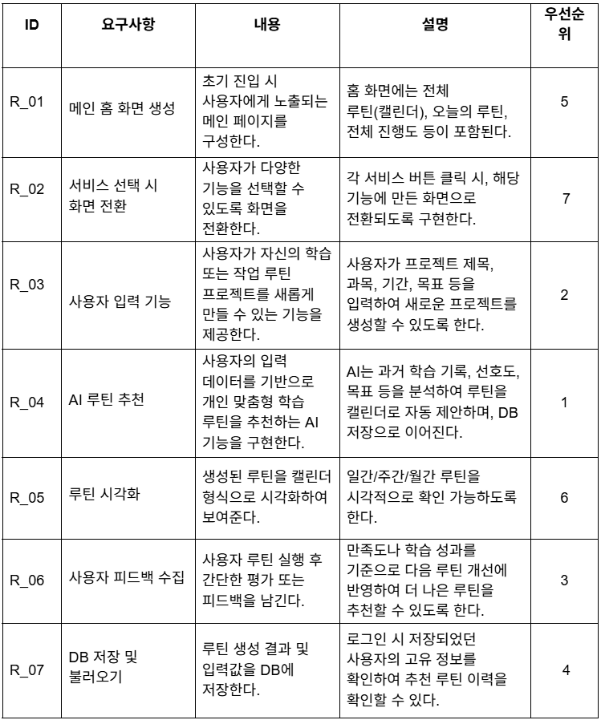 ID
요구사항
내용
설명
우선순
위
R_01
메인 홈 화면 생성
초기 진입 시
사용자에게 노출되는
메인 페이지를
구성한다.
홈 화면에는 전체
루틴(캘린더), 오늘의 루틴,
전체 진행도 등이 포함된다.
5
R_02
서비스 선택 시
화면 전환
사용자가 다양한
기능을 선택할 수
있도록 화면을
전환한다.
각 서비스 버튼 클릭 시, 해당
기능에 만든 화면으로
전환되도록 구현한다.
7
R_03
사용자 입력 기능
사용자가 자신의 학습
또는 작업 루틴
프로젝트를 새롭게
만들 수 있는 기능을
제공한다.
사용자가 프로젝트 제목,
과목, 기간, 목표 등을
입력하여 새로운 프로젝트를
생성할 수 있도록 한다.
2
R_04
AI 루틴 추천
사용자의 입력
데이터를 기반으로
개인 맞춤형 학습
루틴을 추천하는 AI
기능을 구현한다.
AI는 과거 학습 기록, 선호도,
목표 등을 분석하여 루틴을
캘린더로 자동 제안하며, DB
저장으로 이어진다.
1
R_05
루틴 시각화
생성된 루틴을 캘린더
형식으로 시각화하여
보여준다.
일간/주간/월간 루틴을
시각적으로 확인 가능하도록
한다.
6
R_06
사용자 피드백 수집
사용자 루틴 실행 후
간단한 평가 또는
피드백을 남긴다.
만족도나 학습 성과를
기준으로 다음 루틴 개선에
반영하여 더 나은 루틴을
추천할 수 있도록 한다.
3
R_07
DB 저장 및
불러오기
루틴 생성 결과 및
입력값을 DB에
저장한다.
로그인 시 저장되었던
사용자의 고유 정보를
확인하여 추천 루틴 이력을
확인할 수 있다.
4